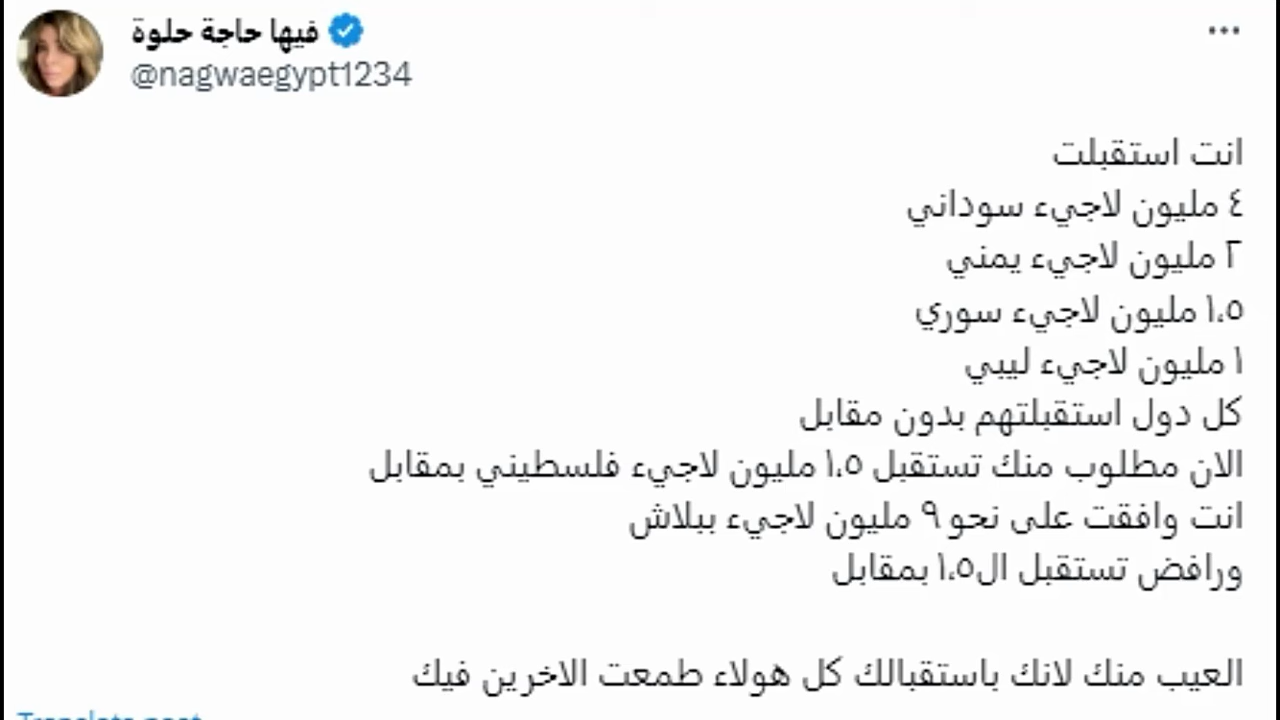 فيها حاجة حلوة
@nagwaegypt1234
انت استقبلت
٤ مليون لاجيء سوداني
٢ مليون لاجيء يمني
١،٥ مليون لاجيء سوري
١ مليون لاجيء ليبي
كل دول استقبلتهم بدون مقابل
الان مطلوب منك تستقبل ١،٥ مليون لاجيء فلسطيني بمقابل
انت وافقت على نحو ٩ مليون لاجيء ببلاش
ورافض تستقبل ال١،٥ بمقابل
العيب منك لانك باستقبالك كل هولاء طمعت الاخرين فيك
Translate post